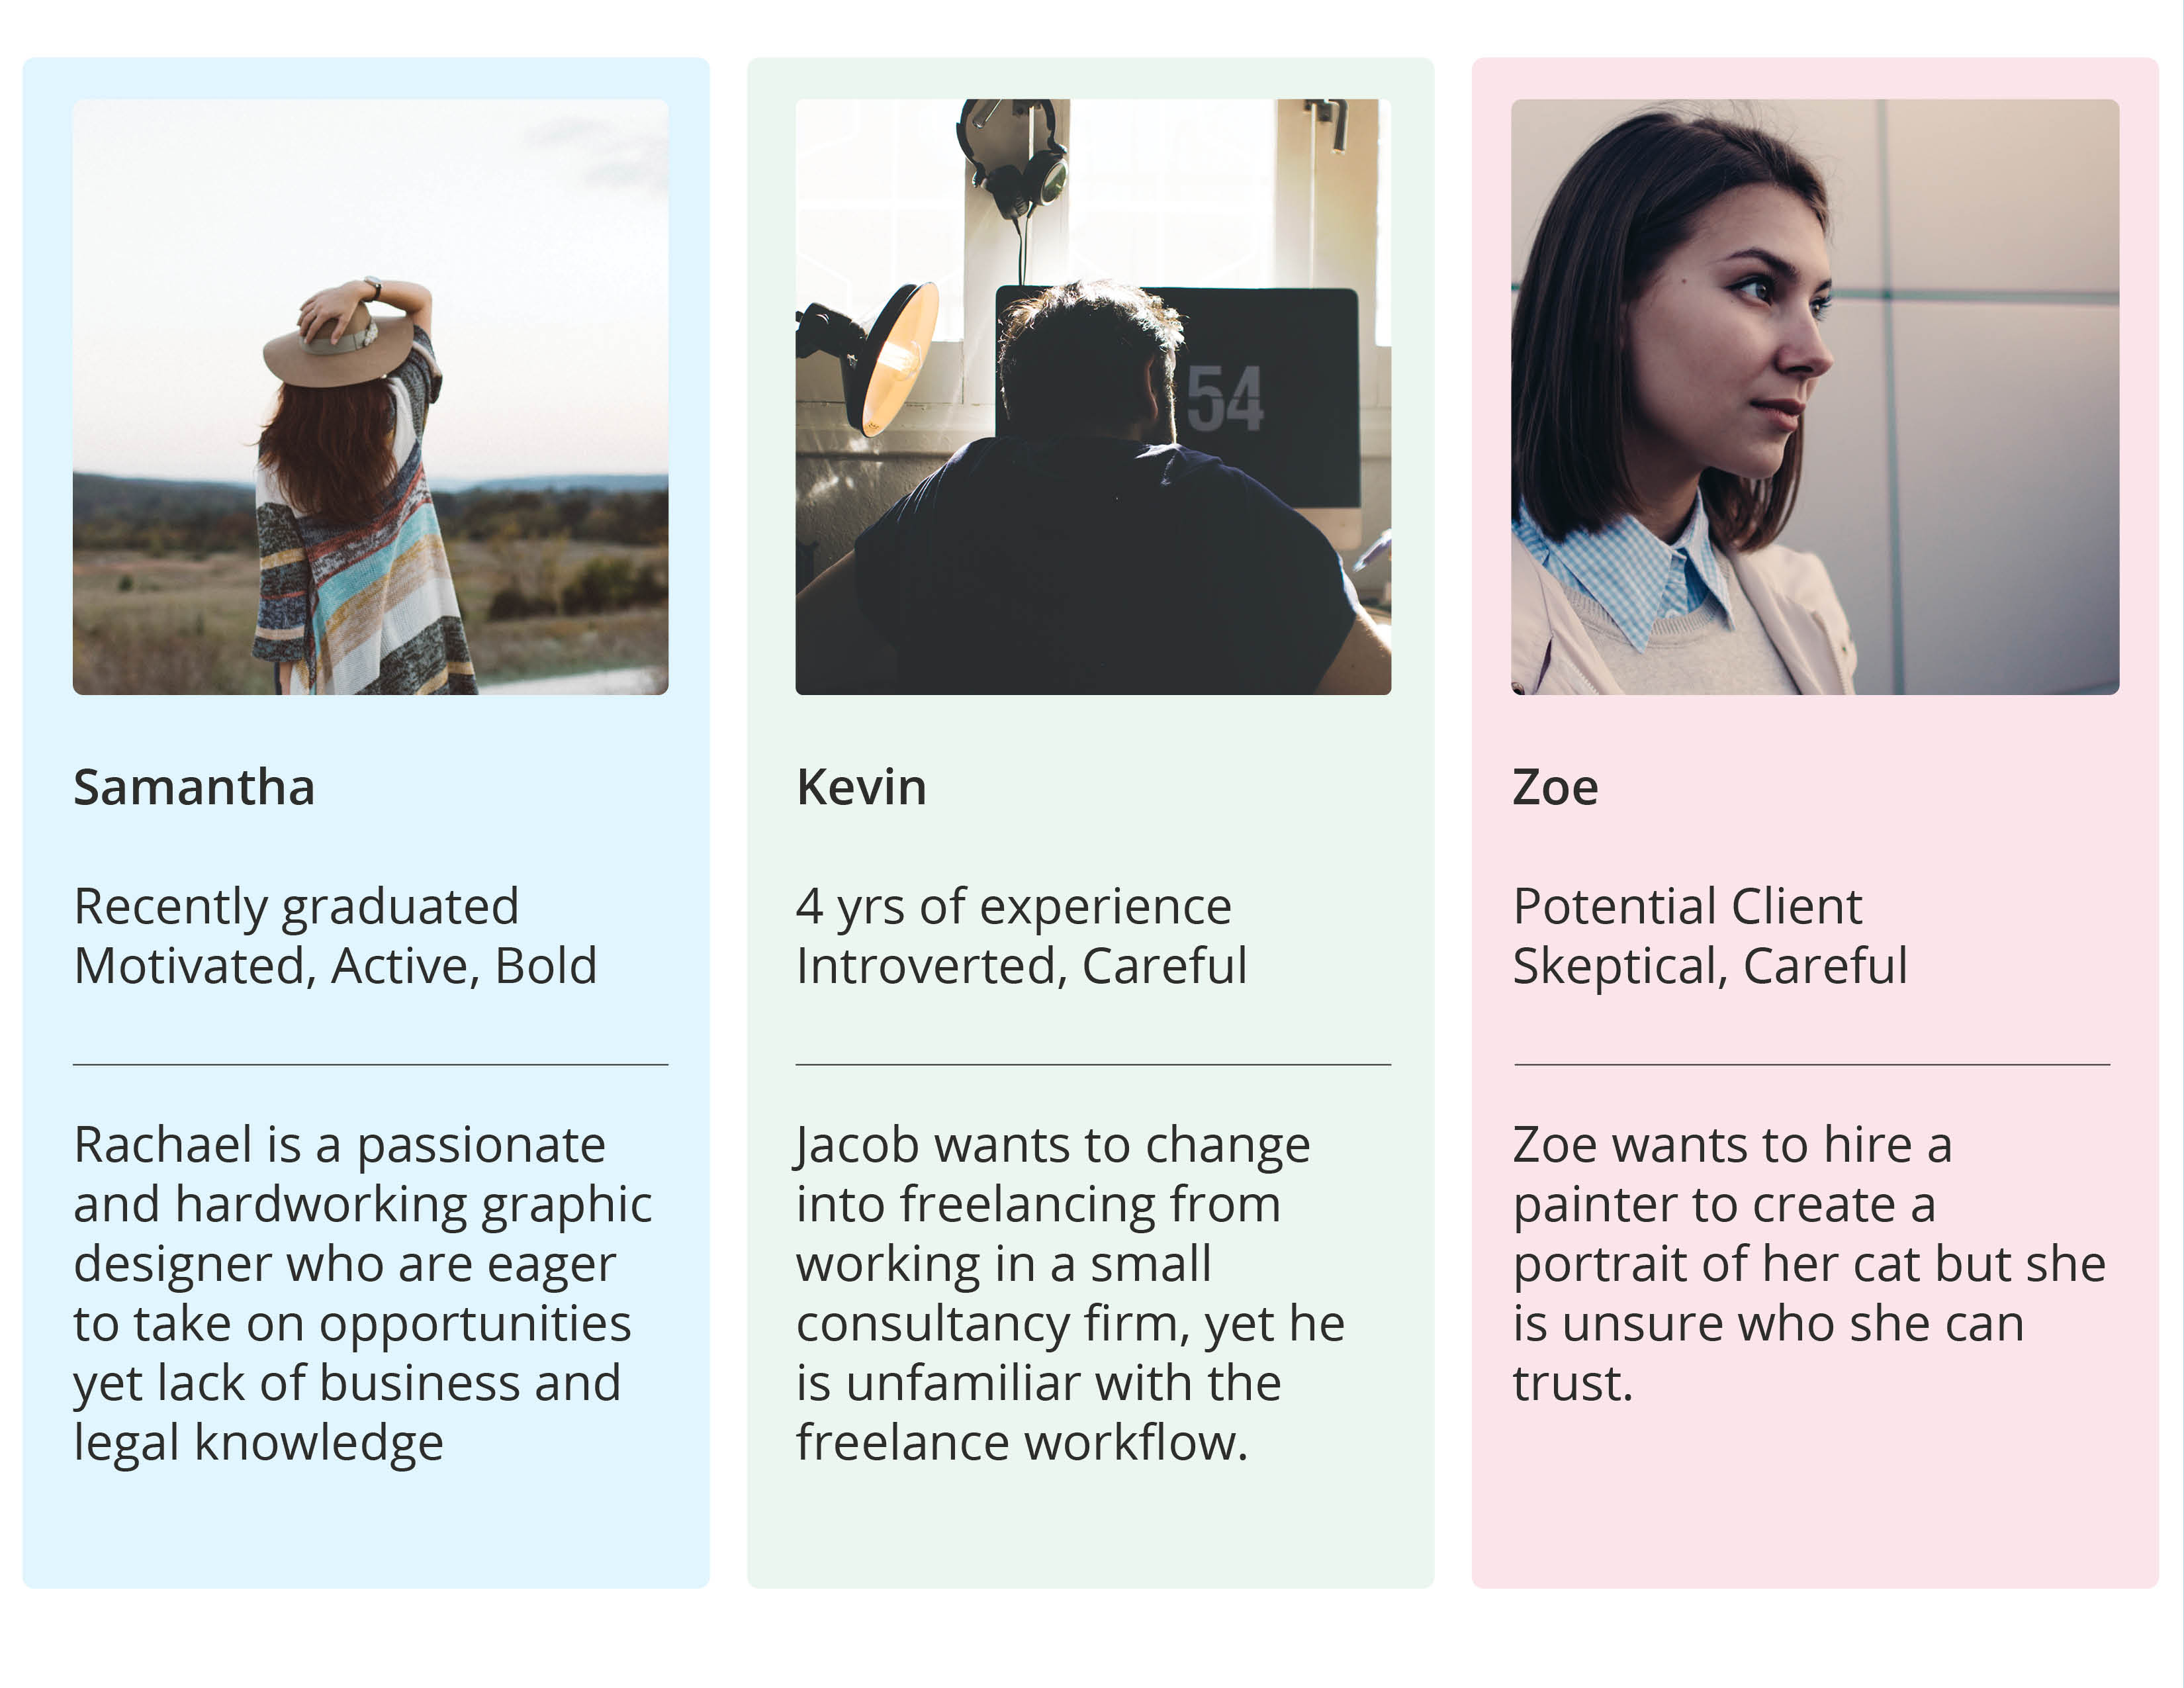 54
Samantha
Recently graduated
Motivated, Active, Bold
Rachael is a passionate
and hardworking graphic
designer who are eager
to take on opportunities
yet lack of business and
legal knowledge
Kevin
4 yrs of experience
Introverted, Careful
Jacob wants to change
into freelancing from
working in a small
consultancy firm, yet he
is unfamiliar with the
freelance workflow.
Zoe
Potential Client
Skeptical, Careful
Zoe wants to hire a
painter to create a
portrait of her cat but she
is unsure who she can
trust.